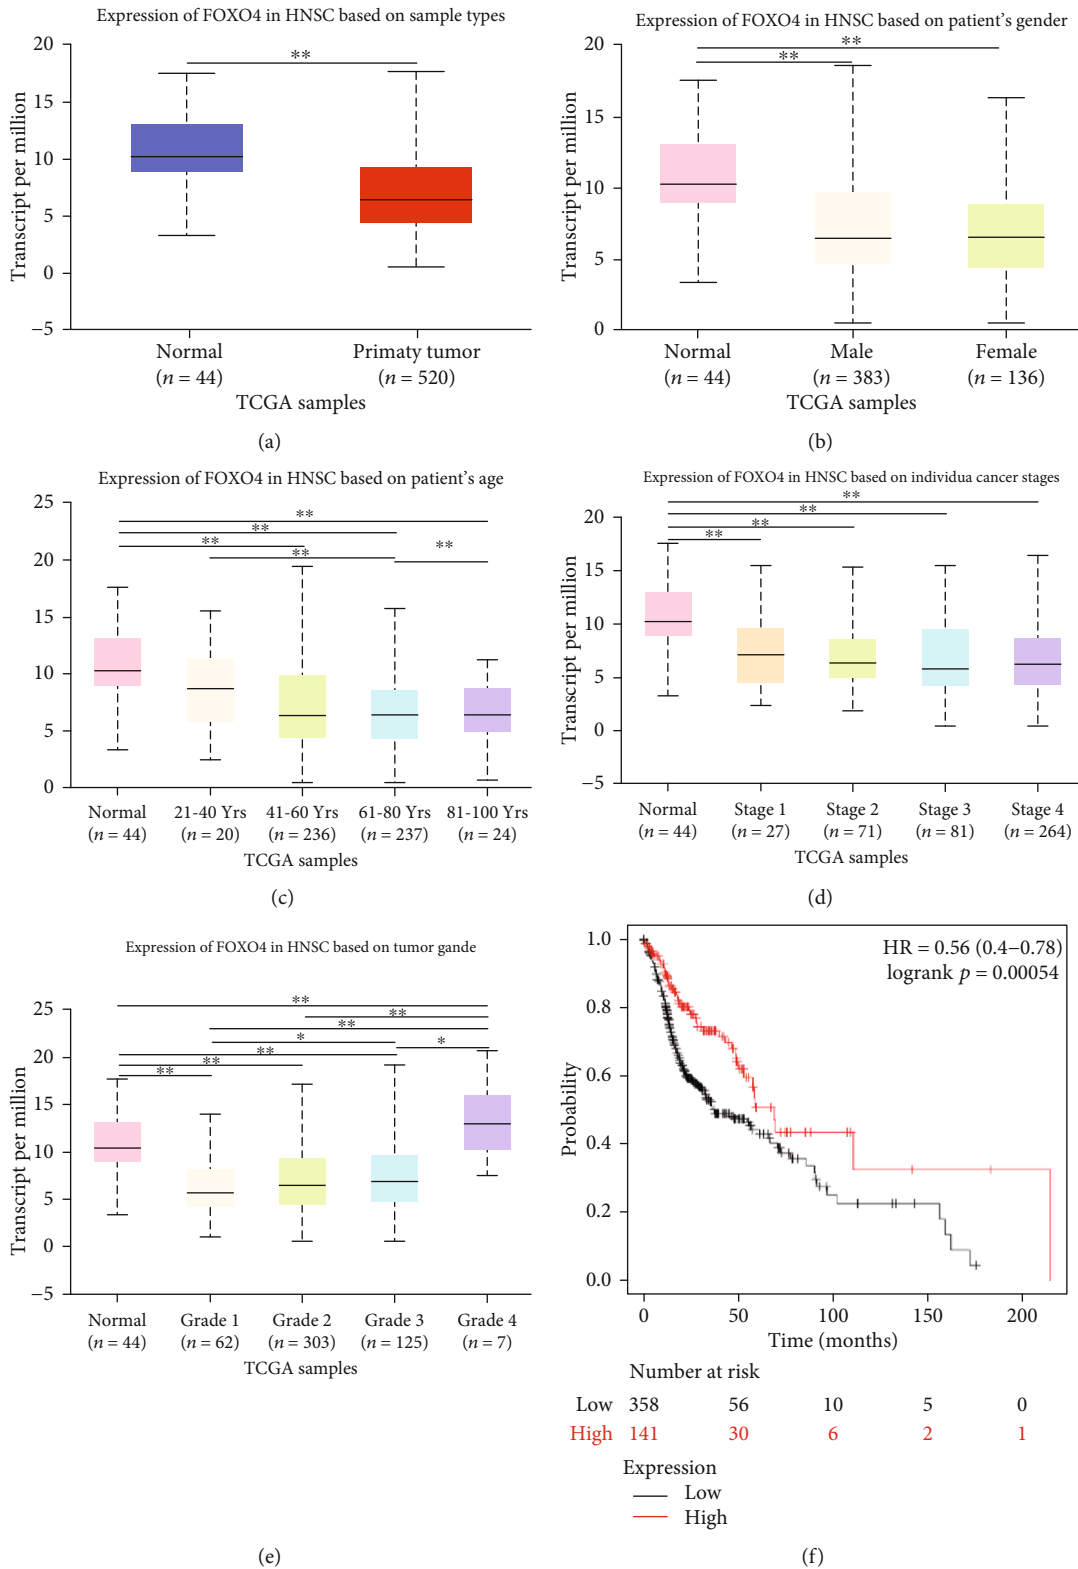 Expression of FOXO4 in HNSC based on sample types
20
15
10
5
0
−5
Transcript per million
**
Normal
(n = 44)
Primaty tumor
(n = 520)
TCGA samples
(a)
Expression of FOXO4 in HNSC based on patient's gender
20
15
10
5
0
Transcript per million
**
**
Normal
(n = 44)
Male
(n = 383)
Female
(n = 136)
TCGA samples
(b)
Expression of FOXO4 in HNSC based on patient's age
25
20
15
10
5
0
Transcript per million
**
**
**
**
**
Normal
(n = 44)
21-40 Yrs
(n = 20)
41-60 Yrs
(n = 236)
61-80 Yrs
(n = 237)
81-100 Yrs
(n = 24)
TCGA samples
(c)
Expression of FOXO4 in HNSC based on individua cancer stages
20
15
10
5
0
−5
Transcript per million
**
**
**
**
Normal
(n = 44)
Stage 1
(n = 27)
Stage 2
(n = 71)
Stage 3
(n = 81)
Stage 4
(n = 264)
TCGA samples
(d)
Expression of FOXO4 in HNSC based on tumor gande
25
20
15
10
5
0
−5
Transcript per million
**
**
**
*
*
**
**
**
Normal
(n = 44)
Grade 1
(n = 62)
Grade 2
(n = 303)
Grade 3
(n = 125)
Grade 4
(n = 7)
TCGA samples
(e)
HR = 0.56 (0.4−0.78)
logrank p = 0.00054
1.0
0.8
0.6
0.4
0.2
0.0
Probability
0
50
100
150
200
Time (months)
Number at risk
Low 358 56 10 5 0
High 141 30 6 2 1
Expression
Low
High
(f)